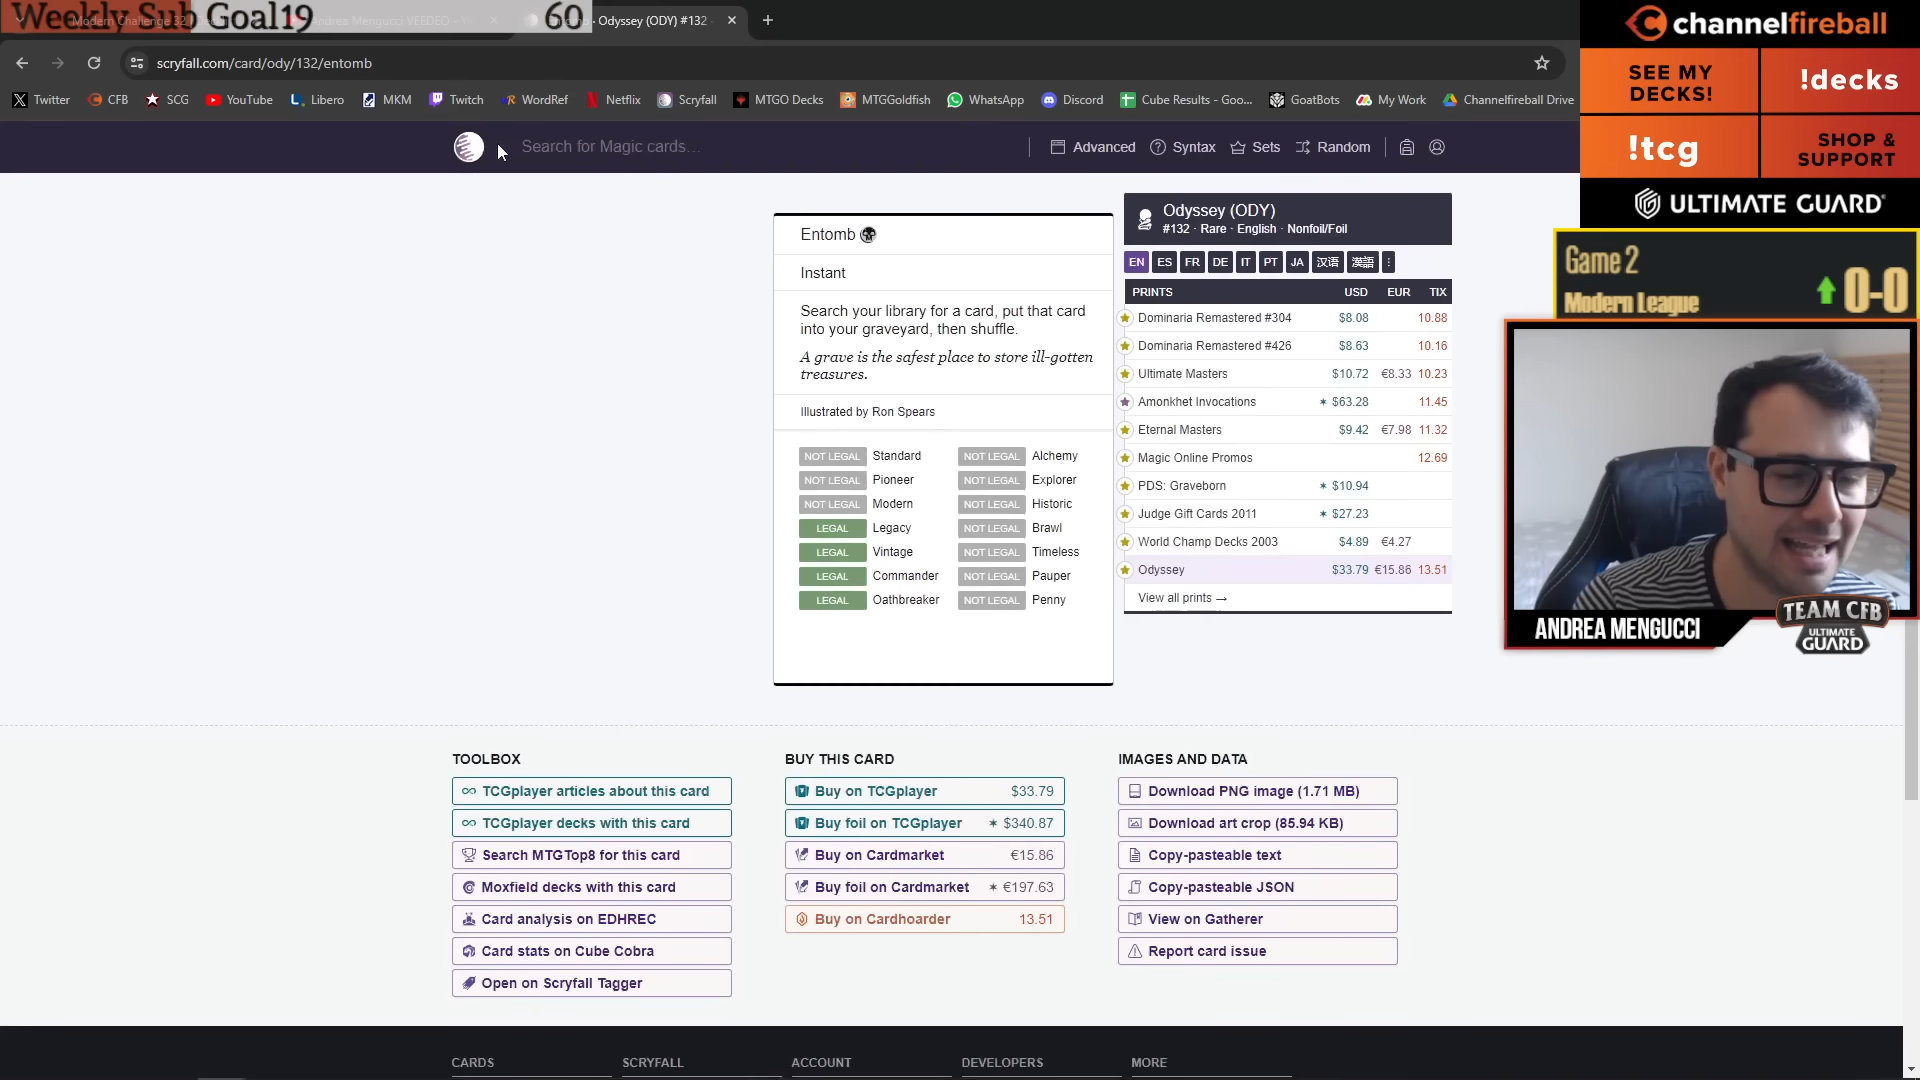 Weekly Sub Goal19 60
Odyssey (ODY) #132
scryfall.com/card/ody/132/entomb
Twitter CFB SCG YouTube Libero MKM Twitch WordRef Netflix Scryfall MTGO Decks MTGGoldfish WhatsApp Discord Cube Results - Goo... GoatBots My Work Channelfireball Drive
Search for Magic cards...
Advanced Syntax Sets Random
Entomb
Instant
Search your library for a card, put that card
into your graveyard, then shuffle.
A grave is the safest place to store ill-gotten
treasures.
Illustrated by Ron Spears
NOT LEGAL Standard NOT LEGAL Alchemy
NOT LEGAL Pioneer NOT LEGAL Explorer
NOT LEGAL Modern NOT LEGAL Historic
LEGAL Legacy NOT LEGAL Brawl
LEGAL Vintage NOT LEGAL Timeless
LEGAL Commander NOT LEGAL Pauper
LEGAL Oathbreaker NOT LEGAL Penny
Odyssey (ODY)
#132 · Rare · English · Nonfoil/Foil
EN ES FR DE IT PT JA 汉语 漢語
PRINTS USD EUR TIX
Dominaria Remastered #304 $8.08 10.88
Dominaria Remastered #426 $8.63 10.16
Ultimate Masters $10.72 €8.33 10.23
Amonkhet Invocations ✶ $63.28 11.45
Eternal Masters $9.42 €7.98 11.32
Magic Online Promos 12.69
PDS: Graveborn ✶ $10.94
Judge Gift Cards 2011 ✶ $27.23
World Champ Decks 2003 $4.89 €4.27
Odyssey $33.79 €15.86 13.51
View all prints →
TOOLBOX
TCGplayer articles about this card
TCGplayer decks with this card
Search MTGTop8 for this card
Moxfield decks with this card
Card analysis on EDHREC
Card stats on Cube Cobra
Open on Scryfall Tagger
BUY THIS CARD
Buy on TCGplayer $33.79
Buy foil on TCGplayer ✶ $340.87
Buy on Cardmarket €15.86
Buy foil on Cardmarket ✶ €197.63
Buy on Cardhoarder 13.51
IMAGES AND DATA
Download PNG image (1.71 MB)
Download art crop (85.94 KB)
Copy-pasteable text
Copy-pasteable JSON
View on Gatherer
Report card issue
CARDS SCRYFALL ACCOUNT DEVELOPERS MORE
channelfireball
SEE MY
DECKS!
!decks
!tcg
SHOP &
SUPPORT
ULTIMATE GUARD
Game 2
Modern League
0-0
ANDREA MENGUCCI
TEAM CFB
ULTIMATE
GUARD